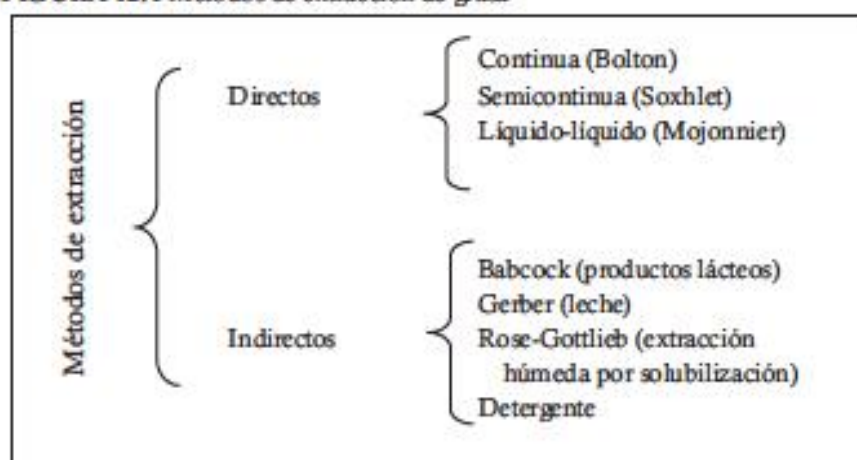 Métodos de extracción
Directos
Continua (Bolton)
Semicontinua (Soxhlet)
Líquido-líquido (Mojonnier)
Indirectos
Babcock (productos lácteos)
Gerber (leche)
Rose-Gottlieb (extracción
húmeda por solubilización)
Detergente